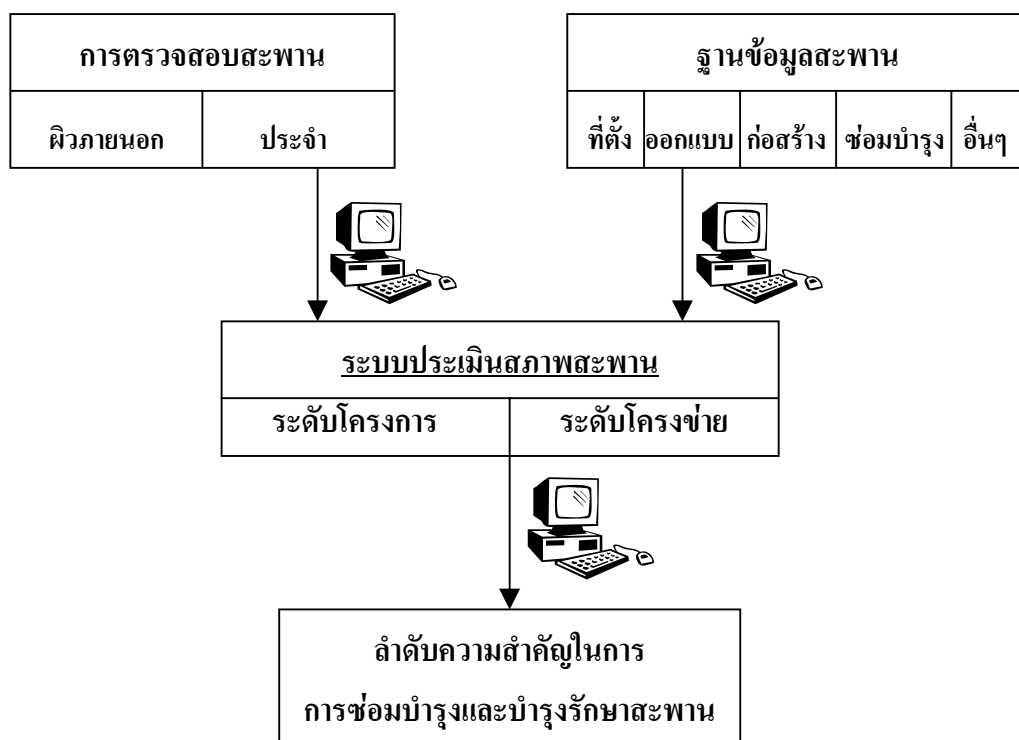 การตรวจสอบสะพาน
ผิวภายนอก ประจำ
ฐานข้อมูลสะพาน
ที่ตั้ง ออกแบบ ก่อสร้าง ซ่อมบำรุง อื่นๆ
ระบบประเมินสภาพสะพาน
ระดับโครงการ ระดับโครงข่าย
ลำดับความสำคัญในการ
การซ่อมบำรุงและบำรุงรักษาสะพาน